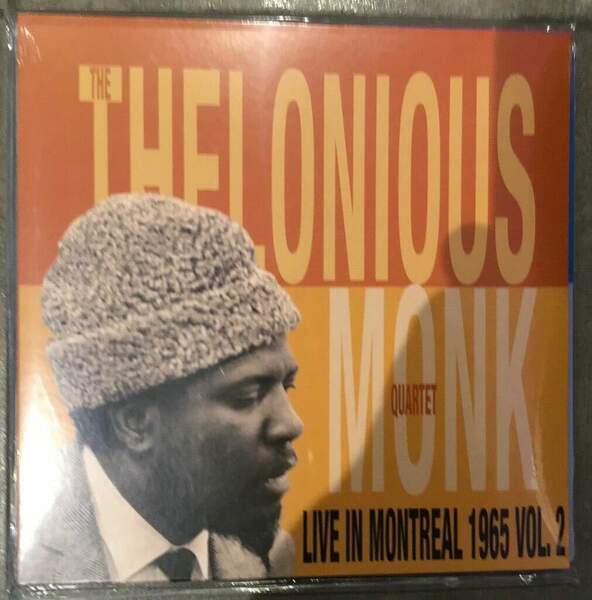 THE
THELONIOUS
MONK
QUARTET
LIVE IN MONTREAL 1965 VOL. 2